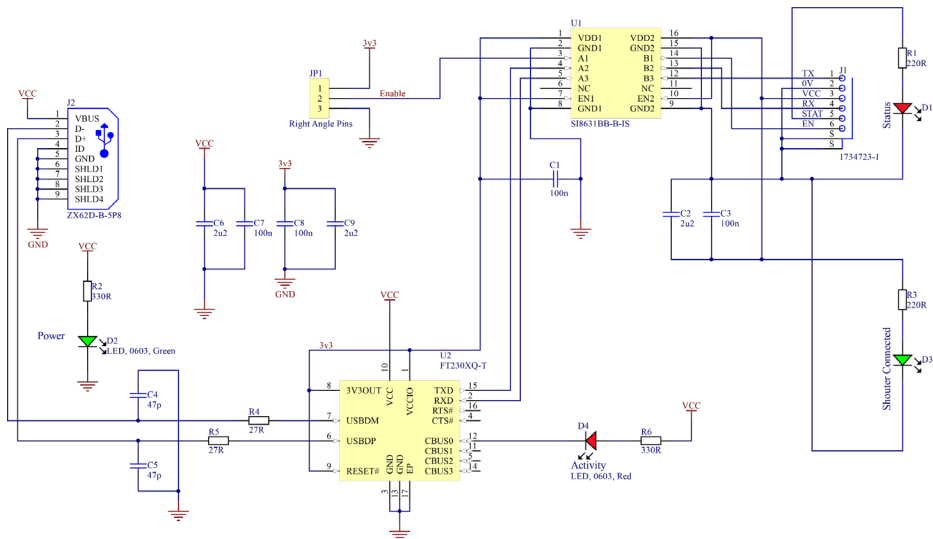 U1
1 VDD1 VDD2 16
2 GND1 GND2 15
3 A1 B1 14
4 A2 B2 13
5 A3 B3 12
6 NC NC 11
7 EN1 EN2 10
8 GND1 GND2 9
SI8631BB-B-IS
R1
220R
Status
D1
J1
TX 1
0V 2
VCC 3
RX 4
STAT 5
EN 6
S
S
1734723-1
3v3
JP1
1
2
3
Enable
Right Angle Pins
VCC
J2
1 VBUS
2 D-
3 D+
4 ID
5 GND
6 SHLD1
7 SHLD2
8 SHLD3
9 SHLD4
ZX62D-B-5P8
GND
VCC
C6
2u2
C7
100n
3v3
C8
100n
C9
2u2
GND
C1
100n
C2
2u2
C3
100n
VCC
R2
330R
Power
D2
LED, 0603, Green
R3
220R
Shouter Connected
D3
VCC
3v3
U2
FT230XQ-T
10 VCC
1 VCCIO
8 3V3OUT
7 USBDM
6 USBDP
9 RESET#
TXD 15
RXD 2
RTS# 16
CTS# 4
CBUS0 12
CBUS1 11
CBUS2 5
CBUS3 14
GND 3
GND 13
EP 17
C4
47p
C5
47p
R4
27R
R5
27R
VCC
D4
R6
330R
Activity
LED, 0603, Red